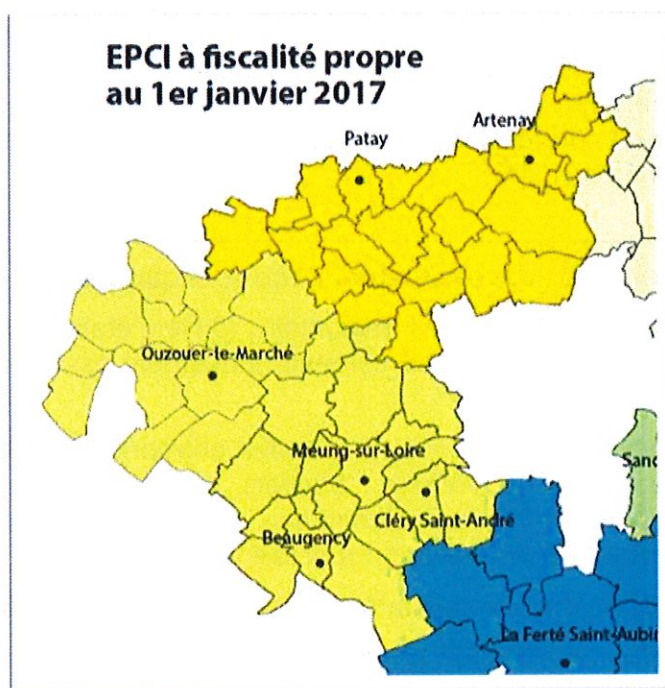 EPCI à fiscalité propre
au 1er janvier 2017
Artenay
Patay
Ouzouer-le-Marché
Meung-sur-Loire
Sand
Cléry Saint-André
Beaugency
La Ferté Saint-Aubin